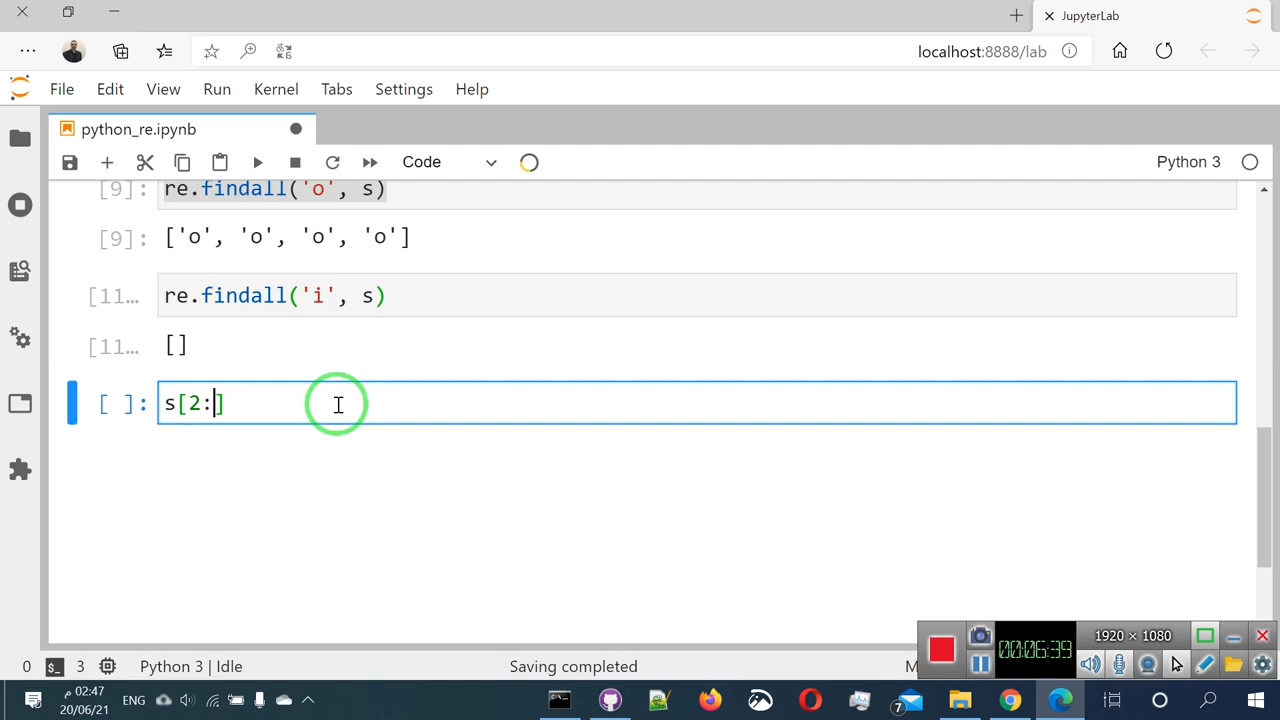 JupyterLab
localhost:8888/lab
File Edit View Run Kernel Tabs Settings Help
python_re.ipynb
Code
Python 3
[9]: re.findall('o', s)
[9]: ['o', 'o', 'o', 'o']
[11… re.findall('i', s)
[11… []
[ ]: s[2:]
00:06:39
1920 × 1080
0 $_ 3 Python 3 | Idle
Saving completed
M
02:47 م
20/06/21
ENG
7